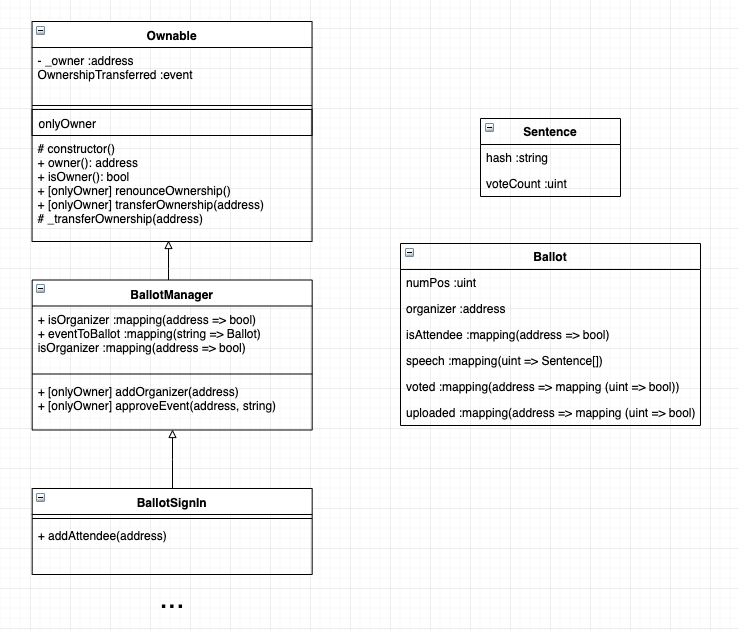 Ownable
- _owner :address
OwnershipTransferred :event
onlyOwner
# constructor()
+ owner(): address
+ isOwner(): bool
+ [onlyOwner] renounceOwnership()
+ [onlyOwner] transferOwnership(address)
# _transferOwnership(address)
BallotManager
+ isOrganizer :mapping(address => bool)
+ eventToBallot :mapping(string => Ballot)
isOrganizer :mapping(address => bool)
+ [onlyOwner] addOrganizer(address)
+ [onlyOwner] approveEvent(address, string)
BallotSignIn
+ addAttendee(address)
...
Sentence
hash :string
voteCount :uint
Ballot
numPos :uint
organizer :address
isAttendee :mapping(address => bool)
speech :mapping(uint => Sentence[])
voted :mapping(address => mapping (uint => bool))
uploaded :mapping(address => mapping (uint => bool)